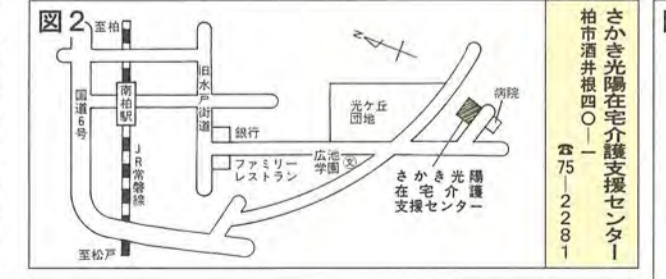 図2
至柏
国道6号
南柏駅
JR常磐線
至松戸
旧水戸街道
銀行
ファミリー
レストラン
N
光ケ丘
団地
広池
学園
文
病院
さかき光陽
在宅介護
支援センター
さかき光陽在宅介護支援センター
柏市酒井根四〇―一
☎75―2281